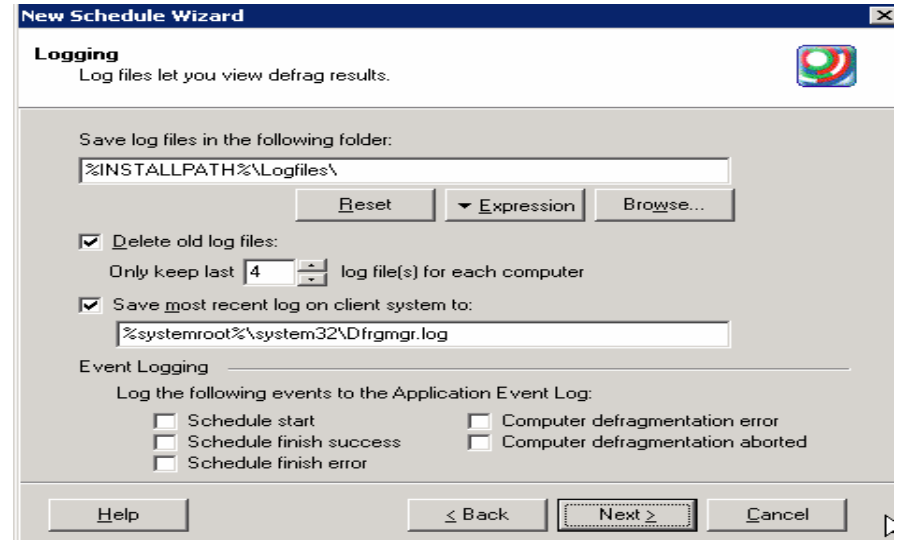 New Schedule Wizard
Logging
Log files let you view defrag results.
Save log files in the following folder:
%INSTALLPATH%\Logfiles\
Reset Expression Browse...
Delete old log files:
Only keep last 4 log file(s) for each computer
Save most recent log on client system to:
%systemroot%\system32\Dfrgmgr.log
Event Logging
Log the following events to the Application Event Log:
Schedule start Computer defragmentation error
Schedule finish success Computer defragmentation aborted
Schedule finish error
Help < Back Next > Cancel